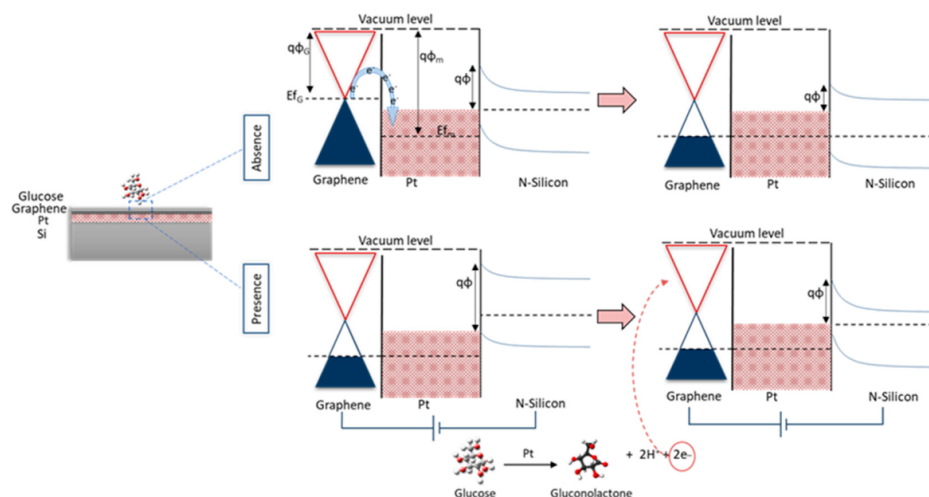 Vacuum level
qϕG
qϕm
qϕ
e⁻
e⁻
e⁻
e⁻
EfG
Efm
Graphene
Pt
N-Silicon
Vacuum level
qϕ
Graphene
Pt
N-Silicon
Absence
Glucose
Graphene
Pt
Si
Presence
Vacuum level
qϕ
Graphene
Pt
N-Silicon
Vacuum level
qϕ
Graphene
Pt
N-Silicon
Pt
+ 2H⁺ + 2e-
Glucose
Gluconolactone